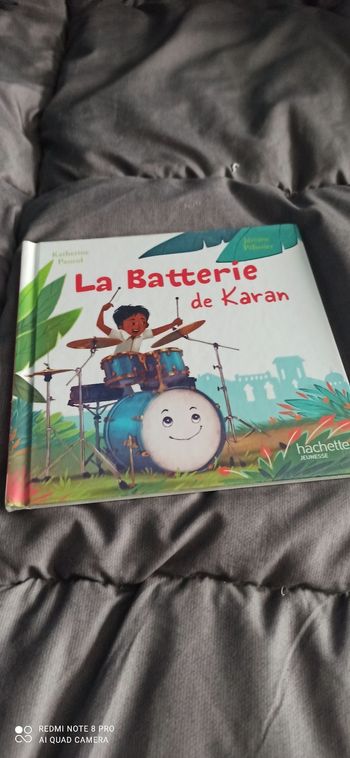 Katherine
Pancol
Jérôme
Pélissier
La Batterie
de Karan
hachette
JEUNESSE
REDMI NOTE 8 PRO
AI QUAD CAMERA